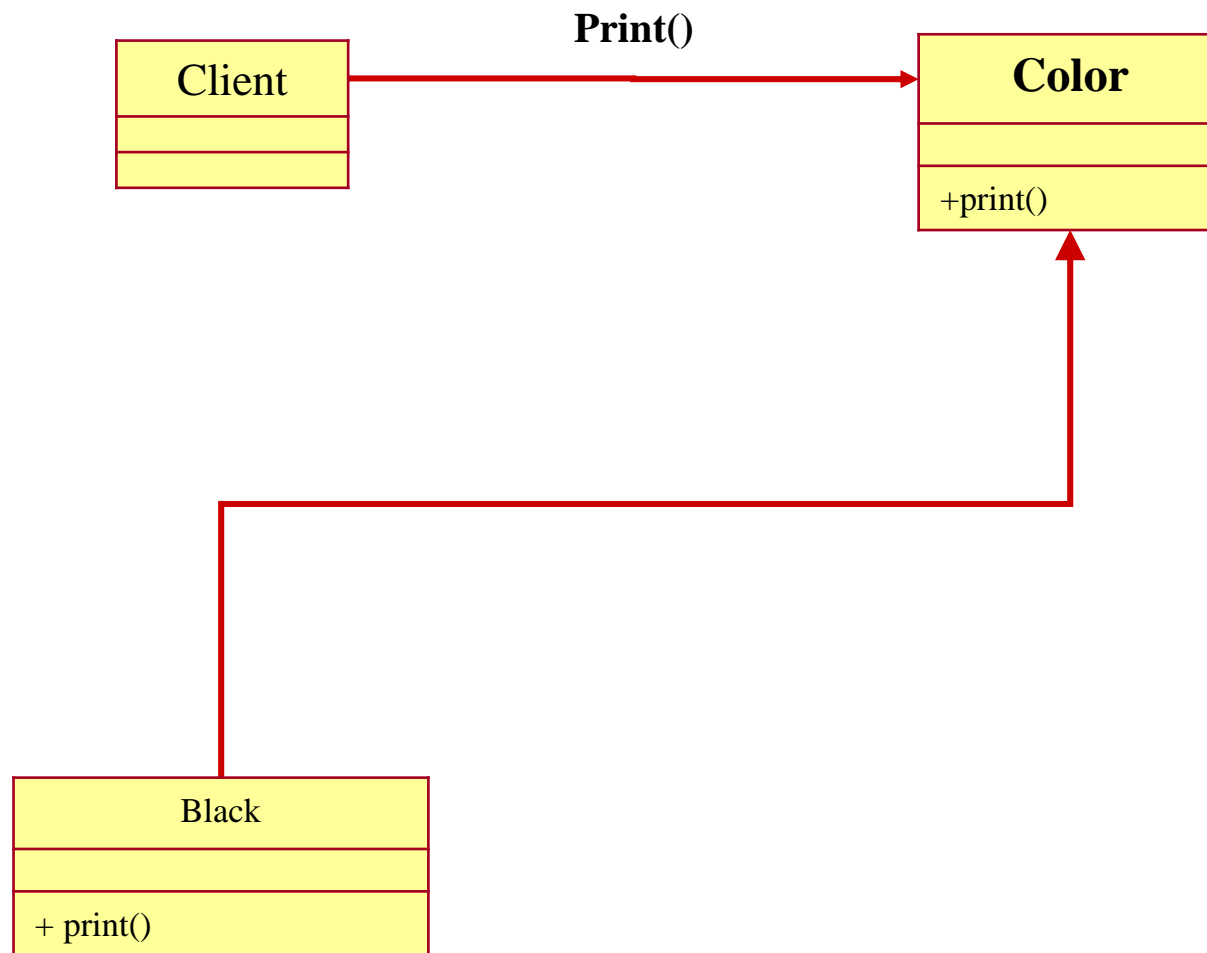 Print()
Client
Color
+print()
Black
+ print()